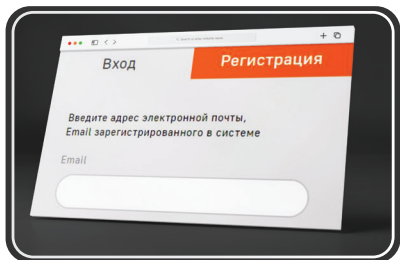 Вход
Регистрация
Введите адрес электронной почты,
Email зарегистрированного в системе
Email